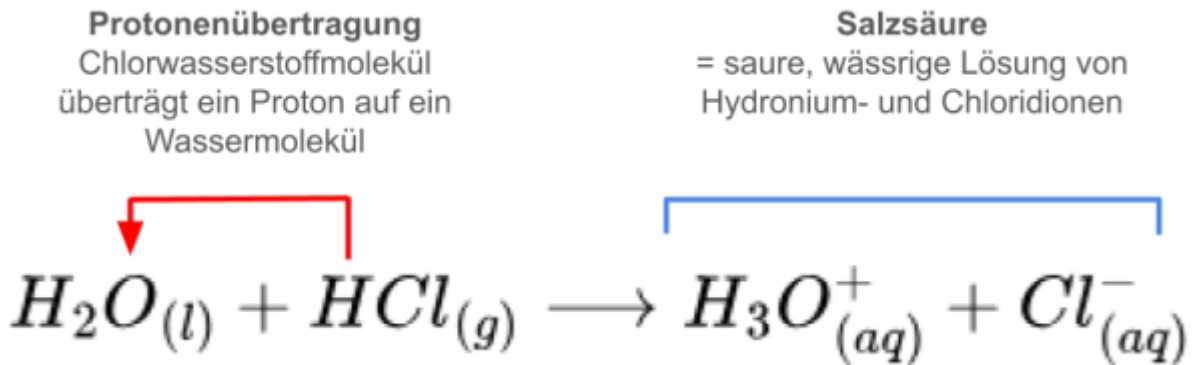 Protonenübertragung
Chlorwasserstoffmolekül
überträgt ein Proton auf ein
Wassermolekül
Salzsäure
= saure, wässrige Lösung von
Hydronium- und Chloridionen
H₂O₍l₎ + HCl₍g₎ ⟶ H₃O⁺₍aq₎ + Cl⁻₍aq₎